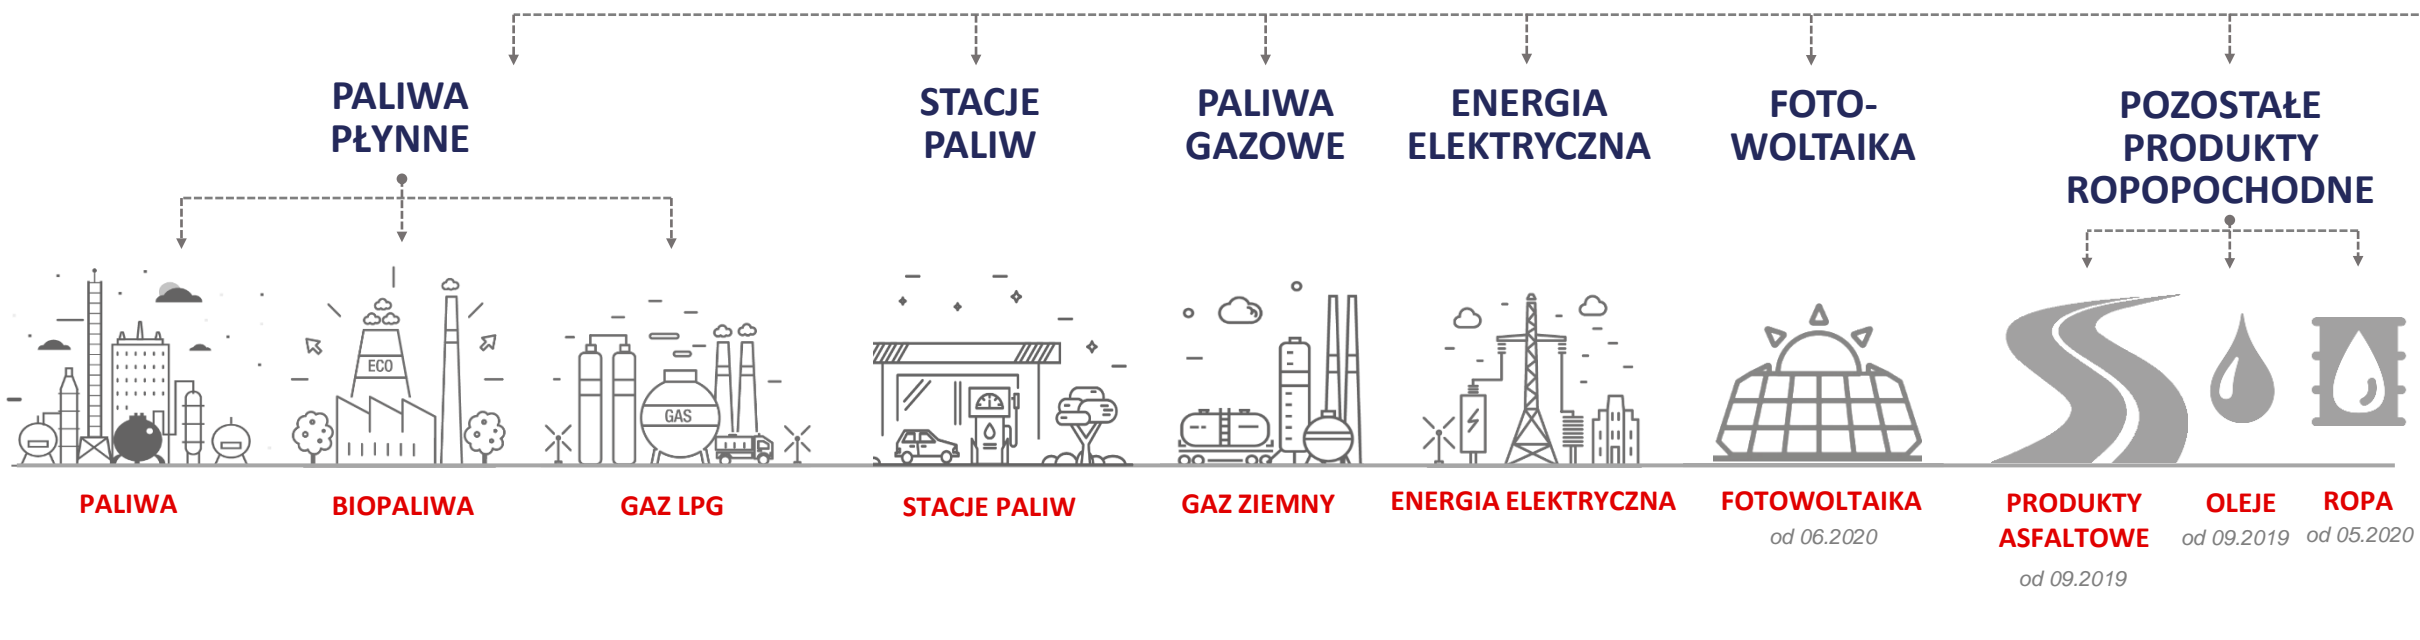 PALIWA
PŁYNNE
STACJE
PALIW
PALIWA
GAZOWE
ENERGIA
ELEKTRYCZNA
FOTO-
WOLTAIKA
POZOSTAŁE
PRODUKTY
ROPOPOCHODNE
ECO
GAS
PALIWA
BIOPALIWA
GAZ LPG
STACJE PALIW
GAZ ZIEMNY
ENERGIA ELEKTRYCZNA
FOTOWOLTAIKA
od 06.2020
PRODUKTY
ASFALTOWE
od 09.2019
OLEJE
od 09.2019
ROPA
od 05.2020